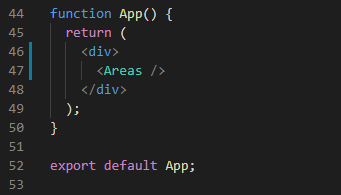 44 function App() {
45   return (
46     <div>
47       <Areas />
48     </div>
49   );
50 }
51
52 export default App;
53